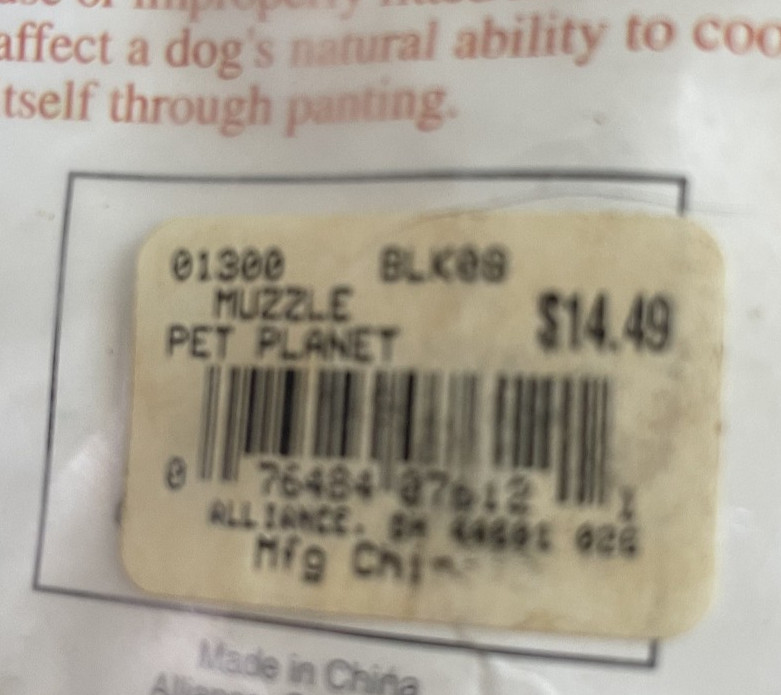 affect a dog's natural ability to coo
tself through panting.
01300 BLK08
MUZZLE $14.49
PET PLANET
0 76484
ALLIANCE,
Mfg
Made in China